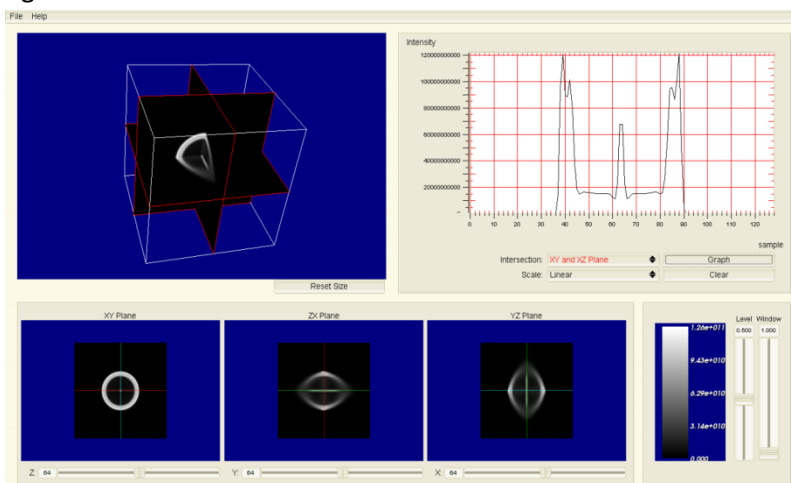 File Help
Intensity
120000000000
100000000000
80000000000
60000000000
40000000000
20000000000
0 10 20 30 40 50 60 70 80 90 100 110 120
sample
Intersection: XY and XZ Plane Graph
Scale: Linear Clear
Reset Size
XY Plane ZX Plane YZ Plane
Z: 64 Y: 64 X: 64
Level Window
0.500 1.000
1.26e+011
9.43e+010
6.29e+010
3.14e+010
0.000